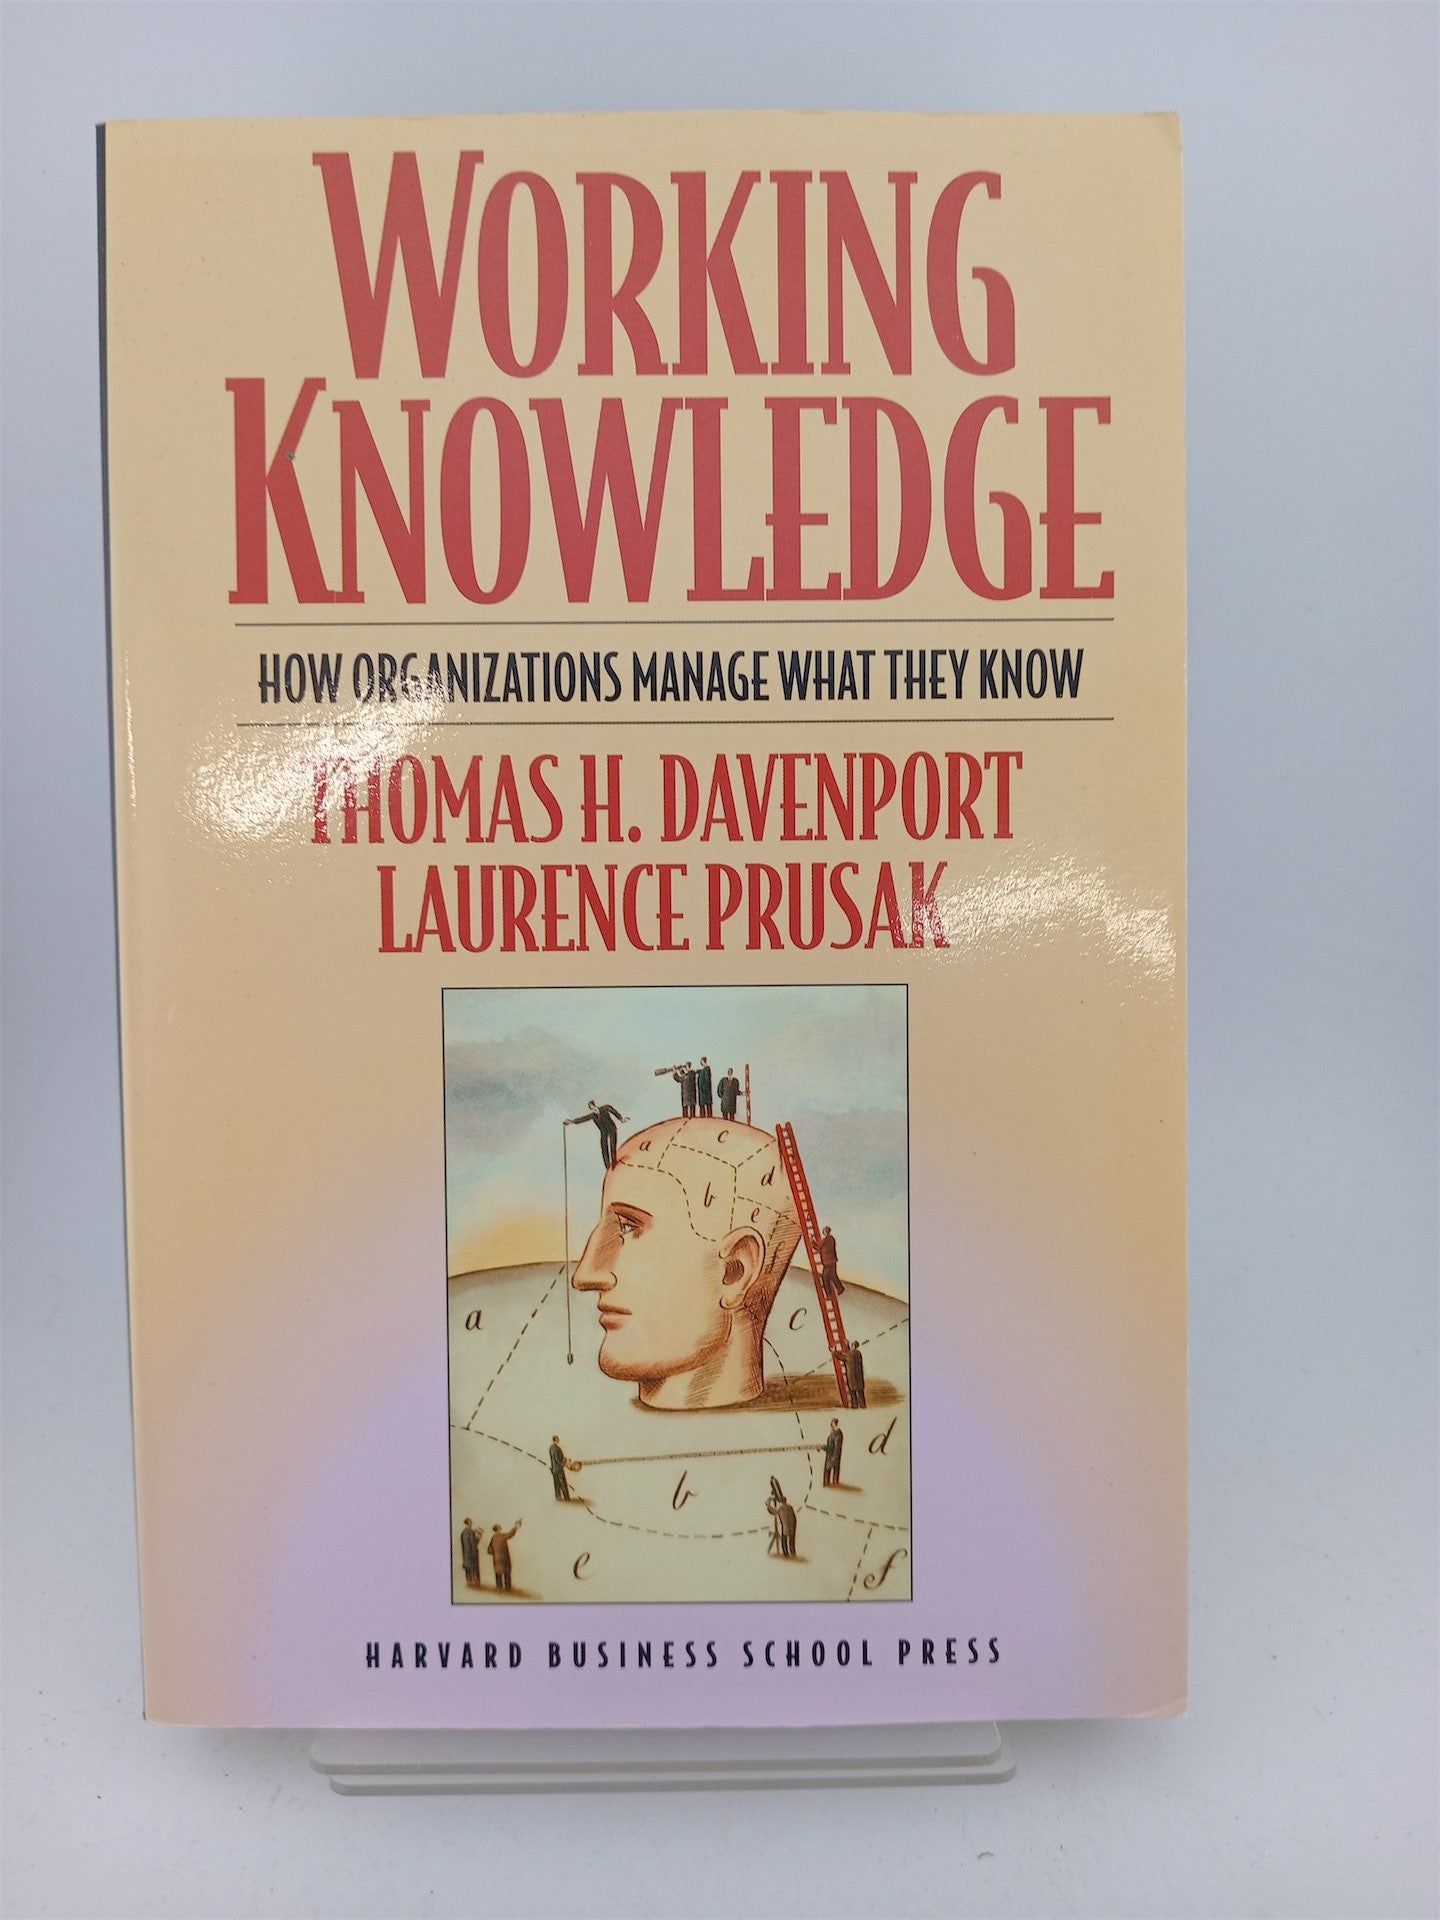 WORKING
KNOWLEDGE
HOW ORGANIZATIONS MANAGE WHAT THEY KNOW
THOMAS H. DAVENPORT
LAURENCE PRUSAK
a
c
b
d
e
f
a
c
d
b
e
f
HARVARD BUSINESS SCHOOL PRESS